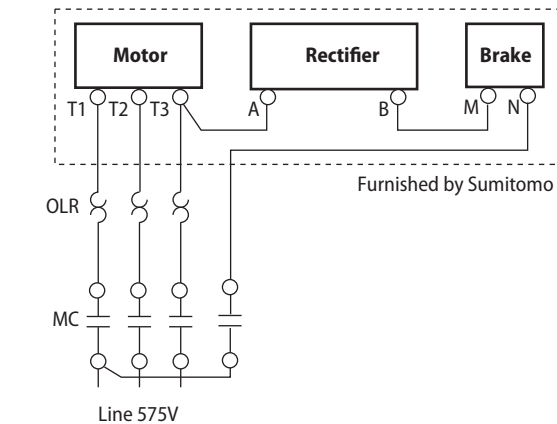 Motor Rectifier Brake
T1 T2 T3 A B M N
Furnished by Sumitomo
OLR
MC
Line 575V